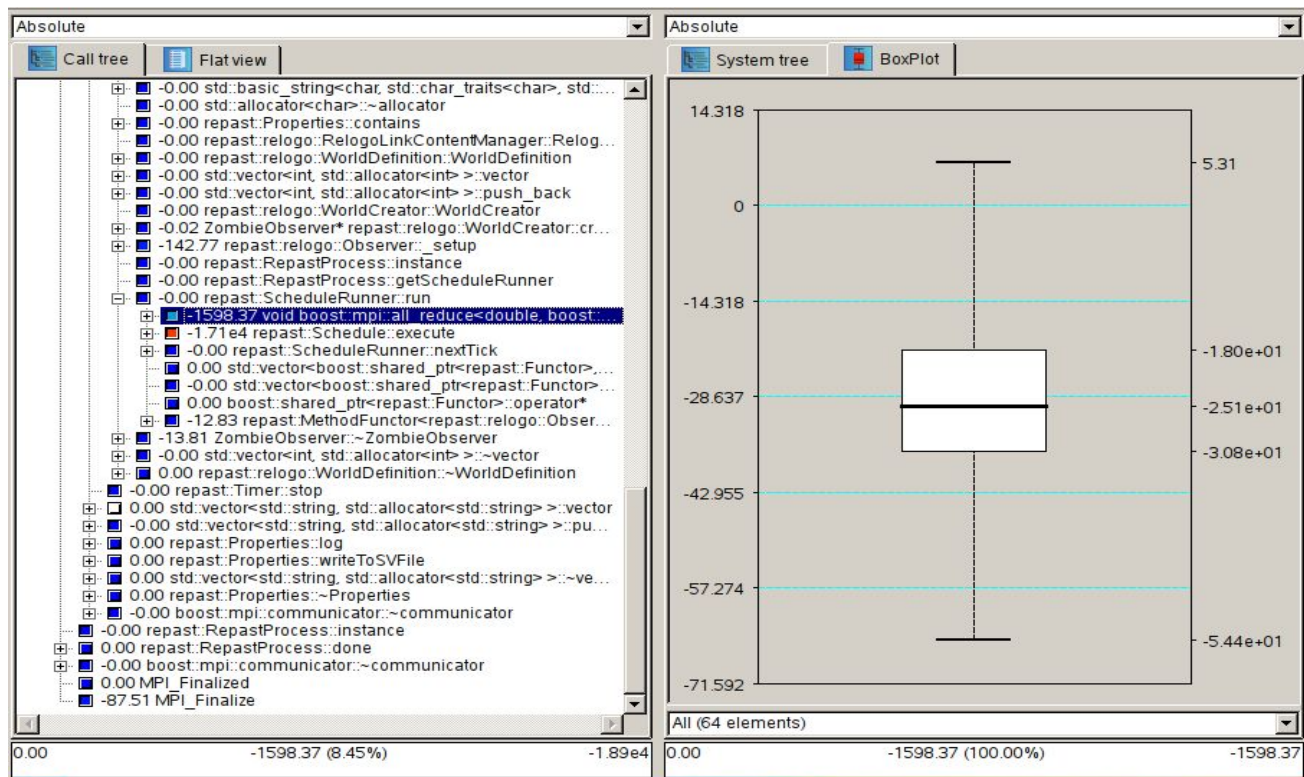 Absolute
Call tree
Flat view
-0.00 std::basic_string<char, std::char_traits<char>, std::...
-0.00 std::allocator<char>::~allocator
-0.00 repast::Properties::contains
-0.00 repast::relogo::RelogoLinkContentManager::Relog...
-0.00 repast::relogo::WorldDefinition::WorldDefinition
-0.00 std::vector<int, std::allocator<int> >::vector
-0.00 std::vector<int, std::allocator<int> >::push_back
-0.00 repast::relogo::WorldCreator::WorldCreator
-0.02 ZombieObserver* repast::relogo::WorldCreator::cr...
-142.77 repast::relogo::Observer::_setup
-0.00 repast::RepastProcess::instance
-0.00 repast::RepastProcess::getScheduleRunner
-0.00 repast::ScheduleRunner::run
-1598.37 void boost::mpi::all_reduce<double, boost::...
-1.71e4 repast::Schedule::execute
-0.00 repast::ScheduleRunner::nextTick
0.00 std::vector<boost::shared_ptr<repast::Functor>,...
-0.00 std::vector<boost::shared_ptr<repast::Functor>...
0.00 boost::shared_ptr<repast::Functor>::operator*
-12.83 repast::MethodFunctor<repast::relogo::Obser...
-13.81 ZombieObserver::~ZombieObserver
-0.00 std::vector<int, std::allocator<int> >::~vector
0.00 repast::relogo::WorldDefinition::~WorldDefinition
-0.00 repast::Timer::stop
0.00 std::vector<std::string, std::allocator<std::string> >::vector
-0.00 std::vector<std::string, std::allocator<std::string> >::pu...
0.00 repast::Properties::log
0.00 repast::Properties::writeToSVFile
0.00 std::vector<std::string, std::allocator<std::string> >::~ve...
0.00 repast::Properties::~Properties
-0.00 boost::mpi::communicator::~communicator
-0.00 repast::RepastProcess::instance
0.00 repast::RepastProcess::done
-0.00 boost::mpi::communicator::~communicator
0.00 MPI_Finalized
-87.51 MPI_Finalize
0.00 -1598.37 (8.45%) -1.89e4
Absolute
System tree
BoxPlot
14.318
5.31
0
-14.318
-1.80e+01
-28.637
-2.51e+01
-3.08e+01
-42.955
-57.274
-5.44e+01
-71.592
All (64 elements)
0.00 -1598.37 (100.00%) -1598.37